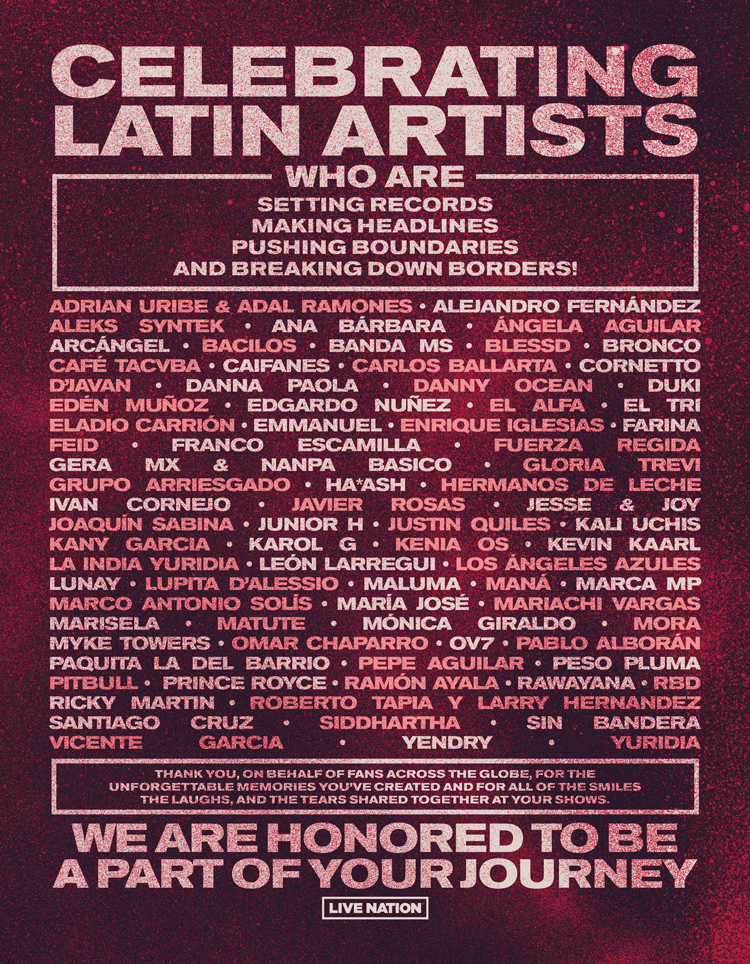 CELEBRATING
LATIN ARTISTS
WHO ARE
SETTING RECORDS
MAKING HEADLINES
PUSHING BOUNDARIES
AND BREAKING DOWN BORDERS!
ADRIAN URIBE & ADAL RAMONES • ALEJANDRO FERNÁNDEZ
ALEKS SYNTEK • ANA BÁRBARA • ÁNGELA AGUILAR
ARCÁNGEL • BACILOS • BANDA MS • BLESSD • BRONCO
CAFÉ TACVBA • CAIFANES • CARLOS BALLARTA • CORNETTO
D'JAVAN • DANNA PAOLA • DANNY OCEAN • DUKI
EDÉN MUÑOZ • EDGARDO NUÑEZ • EL ALFA • EL TRI
ELADIO CARRIÓN • EMMANUEL • ENRIQUE IGLESIAS • FARINA
FEID • FRANCO ESCAMILLA • FUERZA REGIDA
GERA MX & NANPA BASICO • GLORIA TREVI
GRUPO ARRIESGADO • HA*ASH • HERMANOS DE LECHE
IVAN CORNEJO • JAVIER ROSAS • JESSE & JOY
JOAQUÍN SABINA • JUNIOR H • JUSTIN QUILES • KALI UCHIS
KANY GARCIA • KAROL G • KENIA OS • KEVIN KAARL
LA INDIA YURIDIA • LEÓN LARREGUI • LOS ÁNGELES AZULES
LUNAY • LUPITA D'ALESSIO • MALUMA • MANÁ • MARCA MP
MARCO ANTONIO SOLÍS • MARÍA JOSÉ • MARIACHI VARGAS
MARISELA • MATUTE • MÓNICA GIRALDO • MORA
MYKE TOWERS • OMAR CHAPARRO • OV7 • PABLO ALBORÁN
PAQUITA LA DEL BARRIO • PEPE AGUILAR • PESO PLUMA
PITBULL • PRINCE ROYCE • RAMÓN AYALA • RAWAYANA • RBD
RICKY MARTIN • ROBERTO TAPIA Y LARRY HERNANDEZ
SANTIAGO CRUZ • SIDDHARTHA • SIN BANDERA
VICENTE GARCIA • YENDRY • YURIDIA
THANK YOU, ON BEHALF OF FANS ACROSS THE GLOBE, FOR THE
UNFORGETTABLE MEMORIES YOU'VE CREATED AND FOR ALL OF THE SMILES
THE LAUGHS, AND THE TEARS SHARED TOGETHER AT YOUR SHOWS.
WE ARE HONORED TO BE
A PART OF YOUR JOURNEY
LIVE NATION